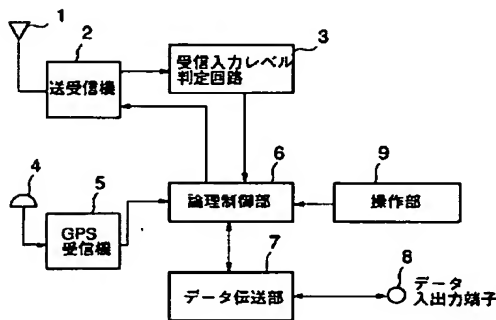 1
2
送受信機
3
受信入力レベル
判定回路
4
5
GPS
受信機
6
論理制御部
9
操作部
7
データ伝送部
8
データ
入出力端子